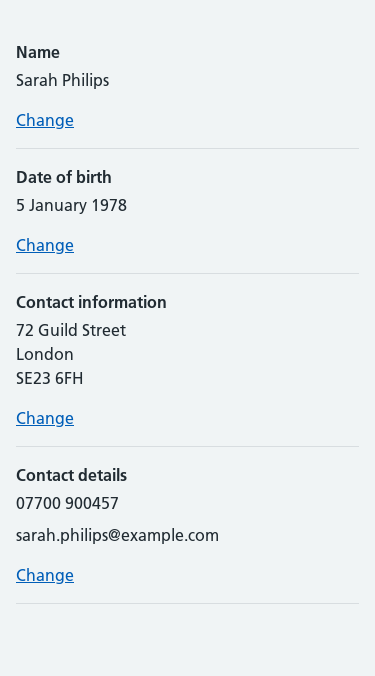 Name
Sarah Philips
Change
Date of birth
5 January 1978
Change
Contact information
72 Guild Street
London
SE23 6FH
Change
Contact details
07700 900457
sarah.philips@example.com
Change